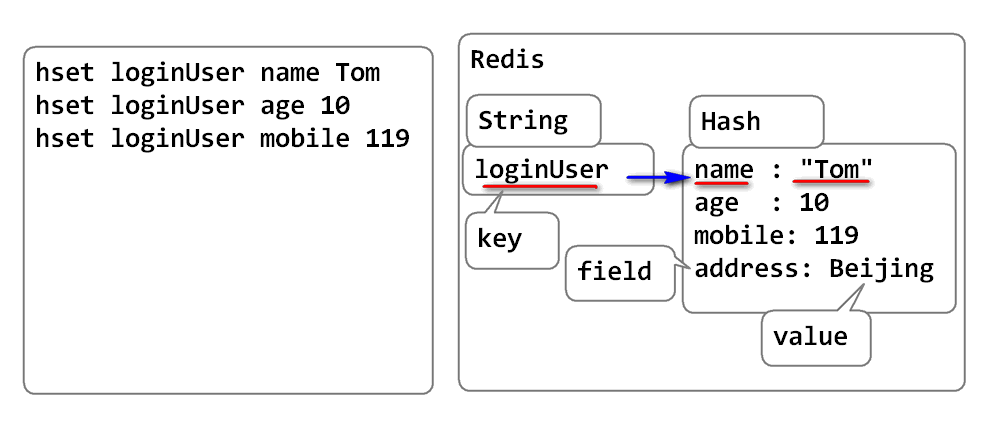 hset loginUser name Tom
hset loginUser age 10
hset loginUser mobile 119
Redis
String
loginUser
key
Hash
name : "Tom"
age  : 10
mobile: 119
address: Beijing
field
value